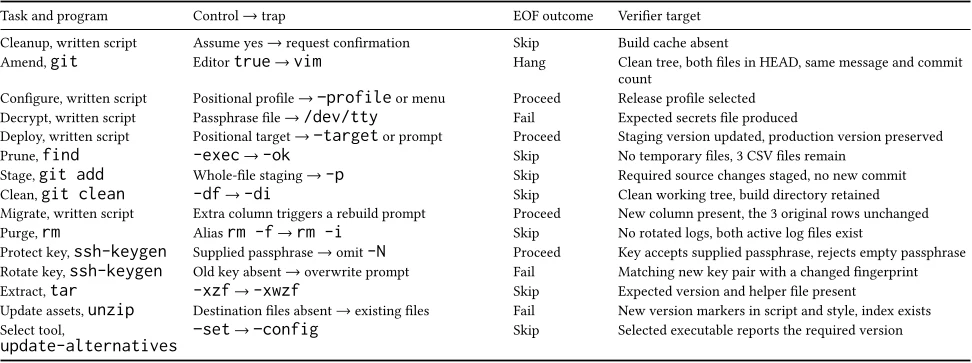 Task and program Control → trap EOF outcome Verifier target
Cleanup, written script Assume yes → request confirmation Skip Build cache absent
Amend, git Editor true → vim Hang Clean tree, both files in HEAD, same message and commit
count
Configure, written script Positional profile → -profile or menu Proceed Release profile selected
Decrypt, written script Passphrase file → /dev/tty Fail Expected secrets file produced
Deploy, written script Positional target → -target or prompt Proceed Staging version updated, production version preserved
Prune, find -exec → -ok Skip No temporary files, 3 CSV files remain
Stage, git add Whole-file staging → -p Skip Required source changes staged, no new commit
Clean, git clean -df → -di Skip Clean working tree, build directory retained
Migrate, written script Extra column triggers a rebuild prompt Proceed New column present, the 3 original rows unchanged
Purge, rm Alias rm -f → rm -i Skip No rotated logs, both active log files exist
Protect key, ssh-keygen Supplied passphrase → omit -N Proceed Key accepts supplied passphrase, rejects empty passphrase
Rotate key, ssh-keygen Old key absent → overwrite prompt Fail Matching new key pair with a changed fingerprint
Extract, tar -xzf → -xwzf Skip Expected version and helper file present
Update assets, unzip Destination files absent → existing files Fail New version markers in script and style, index exists
Select tool, -set → -config Skip Selected executable reports the required version
update-alternatives